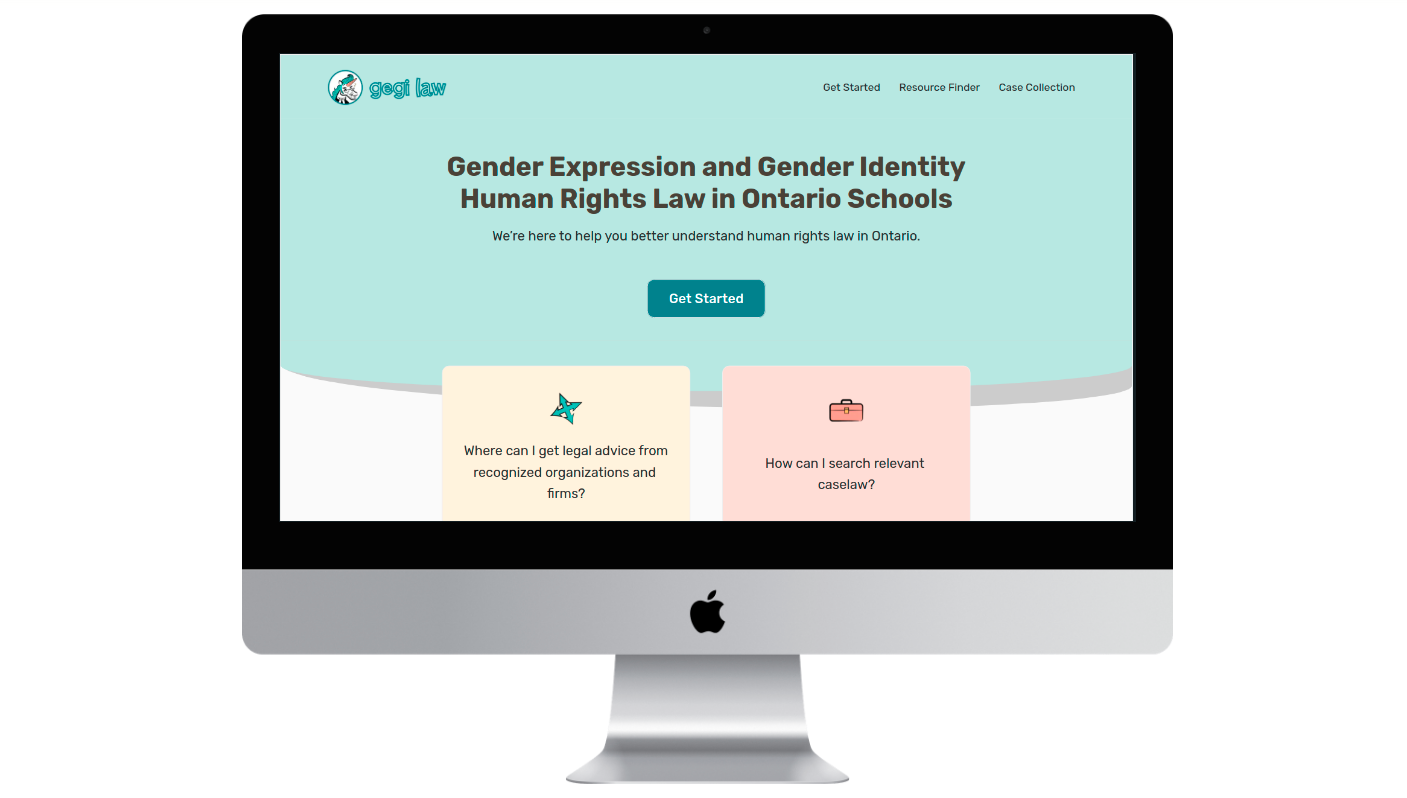 gegi law
Get Started
Resource Finder
Case Collection
Gender Expression and Gender Identity
Human Rights Law in Ontario Schools
We're here to help you better understand human rights law in Ontario.
Get Started
Where can I get legal advice from
recognized organizations and
firms?
How can I search relevant
caselaw?